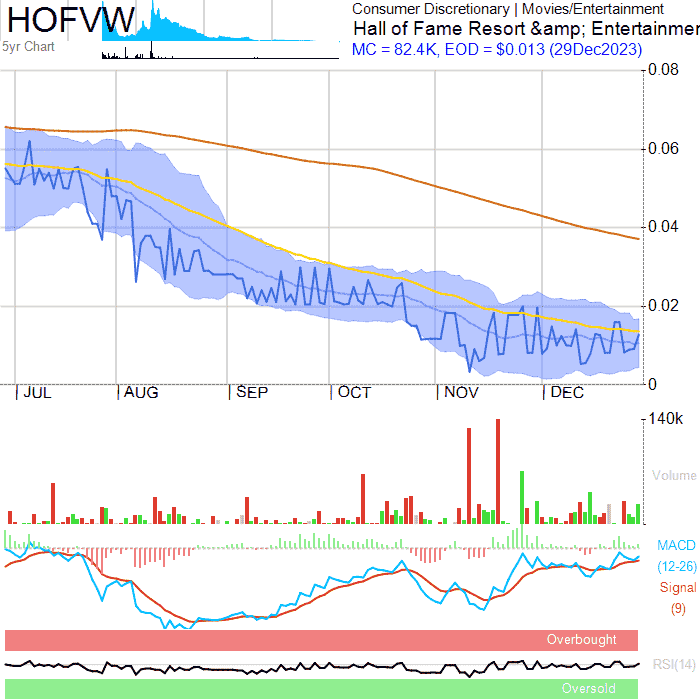 HOFVW
5yr Chart
Consumer Discretionary | Movies/Entertainment
Hall of Fame Resort &amp; Entertainmen
MC = 82.4K, EOD = $0.013 (29Dec2023)
0.08
0.06
0.04
0.02
0
JUL
AUG
SEP
OCT
NOV
DEC
140k
Volume
MACD
(12-26)
Signal
(9)
Overbought
RSI(14)
Oversold